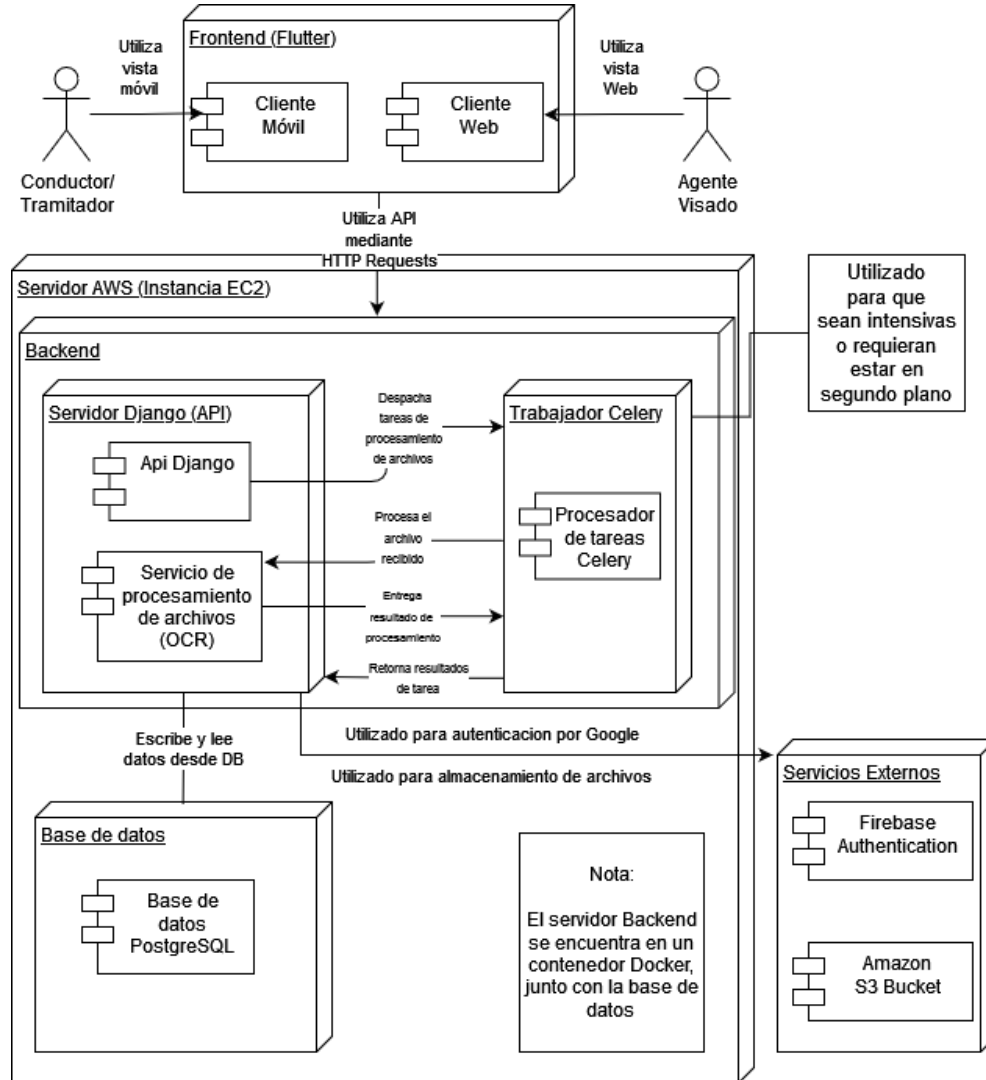 Frontend (Flutter)
Utiliza
vista
móvil
Utiliza
vista
Web
Cliente
Móvil
Cliente
Web
Conductor/
Tramitador
Agente
Visado
Utiliza API
mediante
HTTP Requests
Servidor AWS (Instancia EC2)
Utilizado
para que
sean intensivas
o requieran
estar en
segundo plano
Backend
Servidor Django (API)
Despacha
tareas de
procesamiento
de archivos
Trabajador Celery
Api Django
Procesa el
archivo
recibido
Procesador
de tareas
Celery
Servicio de
procesamiento
de archivos
(OCR)
Entrega
resultado de
procesamiento
Retorna resultados
de tarea
Escribe y lee
datos desde DB
Utilizado para autenticacion por Google
Utilizado para almacenamiento de archivos
Servicios Externos
Firebase
Authentication
Amazon
S3 Bucket
Base de datos
Base de
datos
PostgreSQL
Nota:
El servidor Backend
se encuentra en un
contenedor Docker,
junto con la base de
datos